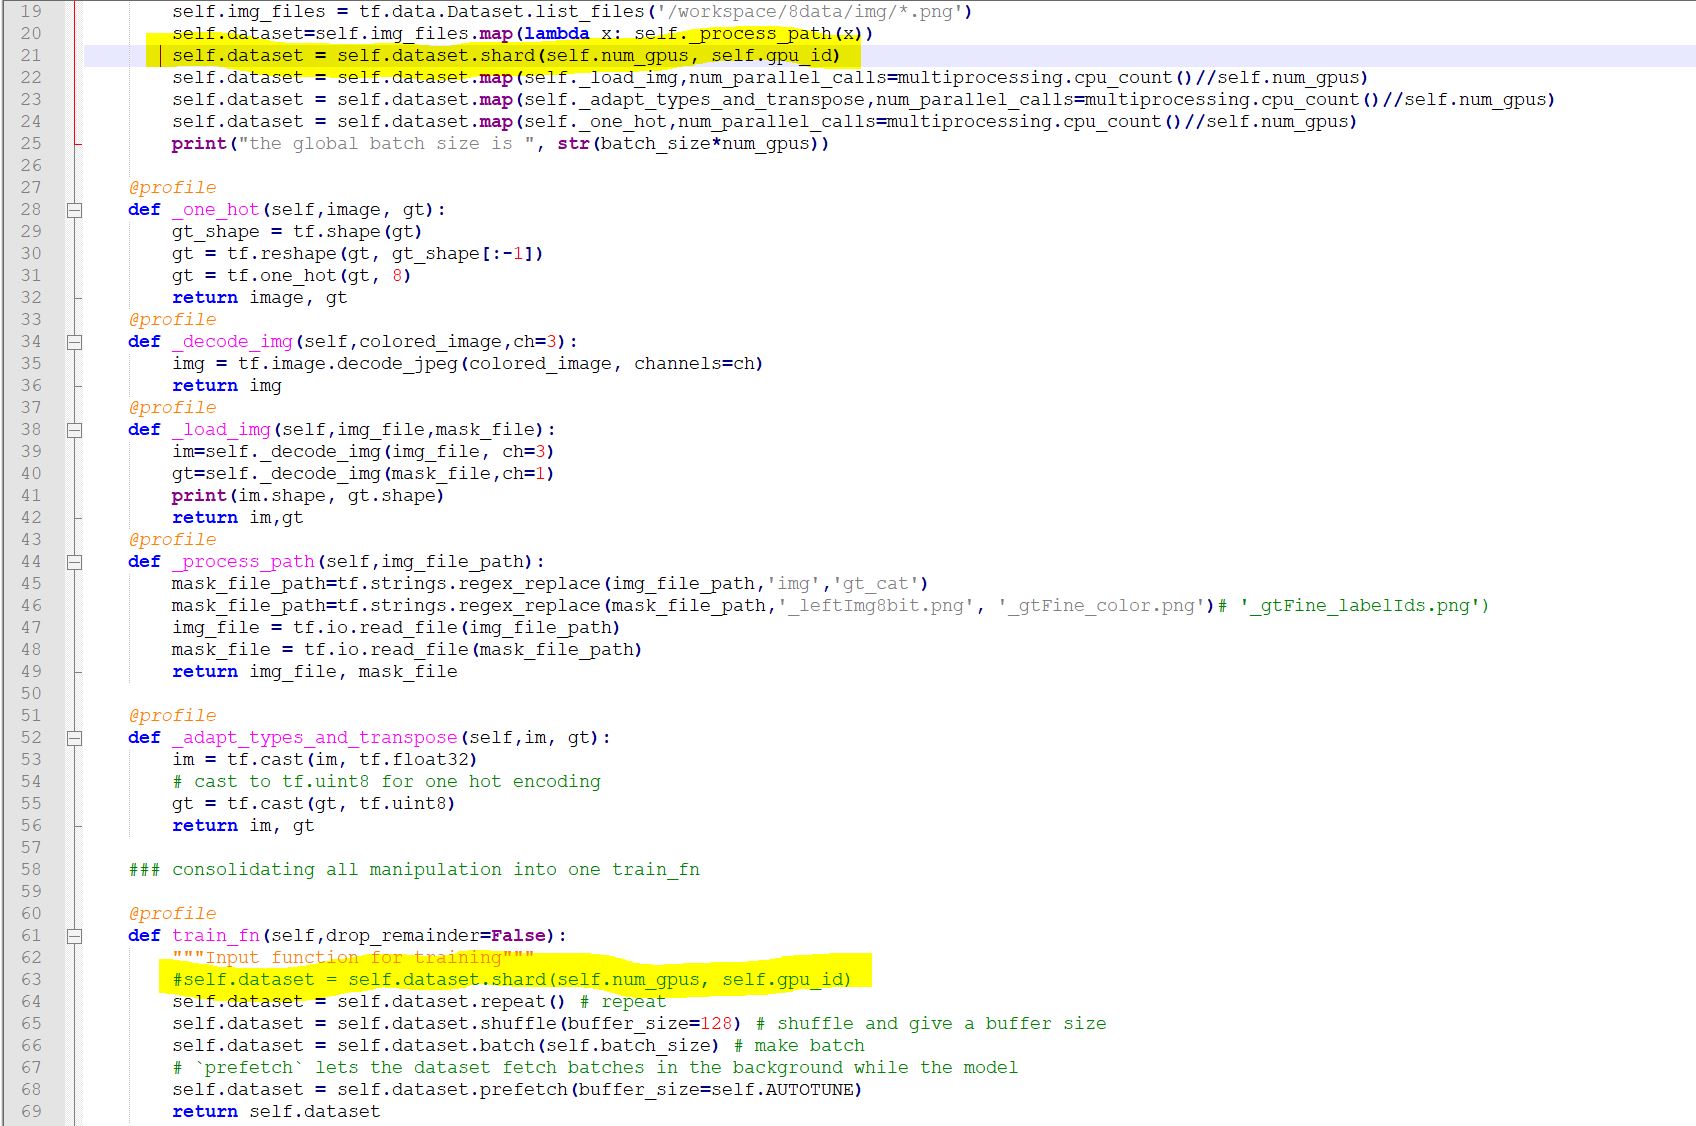 19 self.img_files = tf.data.Dataset.list_files('/workspace/8data/img/*.png')
20 self.dataset=self.img_files.map(lambda x: self._process_path(x))
21 self.dataset = self.dataset.shard(self.num_gpus, self.gpu_id)
22 self.dataset = self.dataset.map(self._load_img,num_parallel_calls=multiprocessing.cpu_count()//self.num_gpus)
23 self.dataset = self.dataset.map(self._adapt_types_and_transpose,num_parallel_calls=multiprocessing.cpu_count()//self.num_gpus)
24 self.dataset = self.dataset.map(self._one_hot,num_parallel_calls=multiprocessing.cpu_count()//self.num_gpus)
25 print("the global batch size is ", str(batch_size*num_gpus))
26
27 @profile
28 def _one_hot(self,image, gt):
29 gt_shape = tf.shape(gt)
30 gt = tf.reshape(gt, gt_shape[:-1])
31 gt = tf.one_hot(gt, 8)
32 return image, gt
33 @profile
34 def _decode_img(self,colored_image,ch=3):
35 img = tf.image.decode_jpeg(colored_image, channels=ch)
36 return img
37 @profile
38 def _load_img(self,img_file,mask_file):
39 im=self._decode_img(img_file, ch=3)
40 gt=self._decode_img(mask_file,ch=1)
41 print(im.shape, gt.shape)
42 return im,gt
43 @profile
44 def _process_path(self,img_file_path):
45 mask_file_path=tf.strings.regex_replace(img_file_path,'img','gt_cat')
46 mask_file_path=tf.strings.regex_replace(mask_file_path,'_leftImg8bit.png', '_gtFine_color.png')# '_gtFine_labelIds.png')
47 img_file = tf.io.read_file(img_file_path)
48 mask_file = tf.io.read_file(mask_file_path)
49 return img_file, mask_file
50
51 @profile
52 def _adapt_types_and_transpose(self,im, gt):
53 im = tf.cast(im, tf.float32)
54 # cast to tf.uint8 for one hot encoding
55 gt = tf.cast(gt, tf.uint8)
56 return im, gt
57
58 ### consolidating all manipulation into one train_fn
59
60 @profile
61 def train_fn(self,drop_remainder=False):
62 """Input function for training"""
63 #self.dataset = self.dataset.shard(self.num_gpus, self.gpu_id)
64 self.dataset = self.dataset.repeat() # repeat
65 self.dataset = self.dataset.shuffle(buffer_size=128) # shuffle and give a buffer size
66 self.dataset = self.dataset.batch(self.batch_size) # make batch
67 # `prefetch` lets the dataset fetch batches in the background while the model
68 self.dataset = self.dataset.prefetch(buffer_size=self.AUTOTUNE)
69 return self.dataset